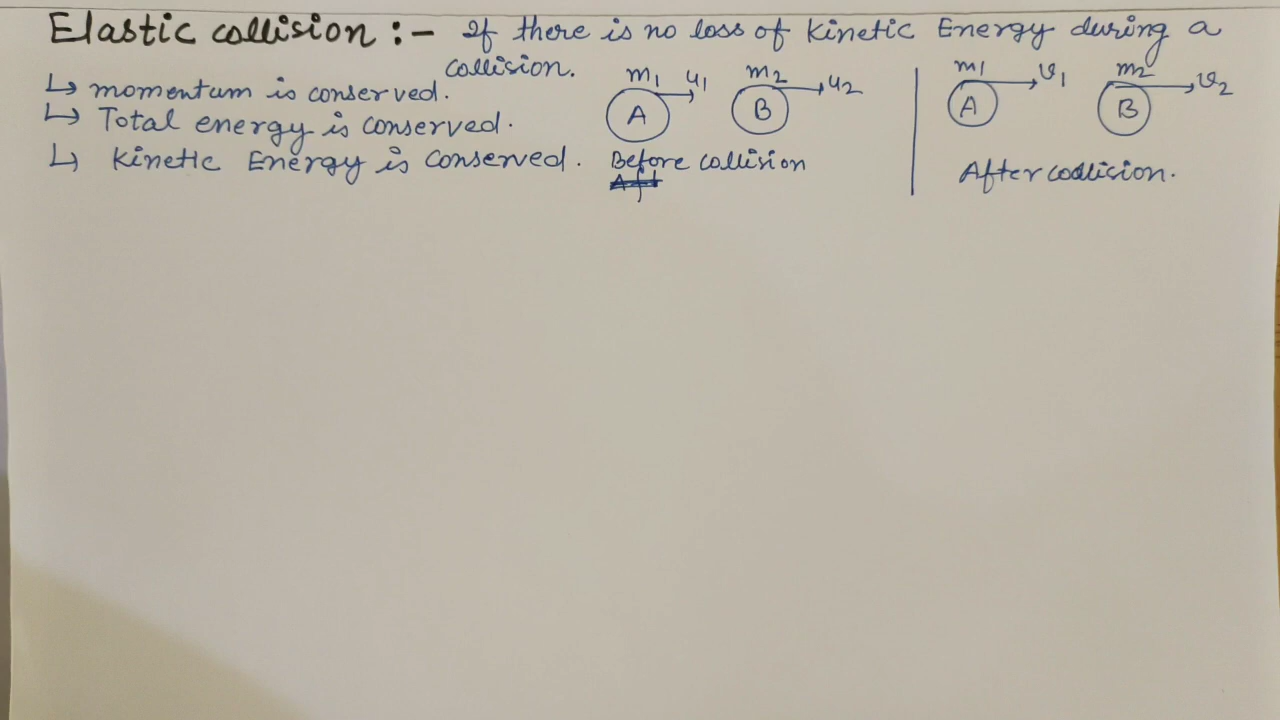 Elastic collision :- If there is no loss of Kinetic Energy during a
collision.
↳ momentum is conserved.
↳ Total energy is conserved.
↳ Kinetic Energy is conserved.
m1 u1 m2 u2
A B
Before collision
Aft
m1 v1 m2 v2
A B
After collision.